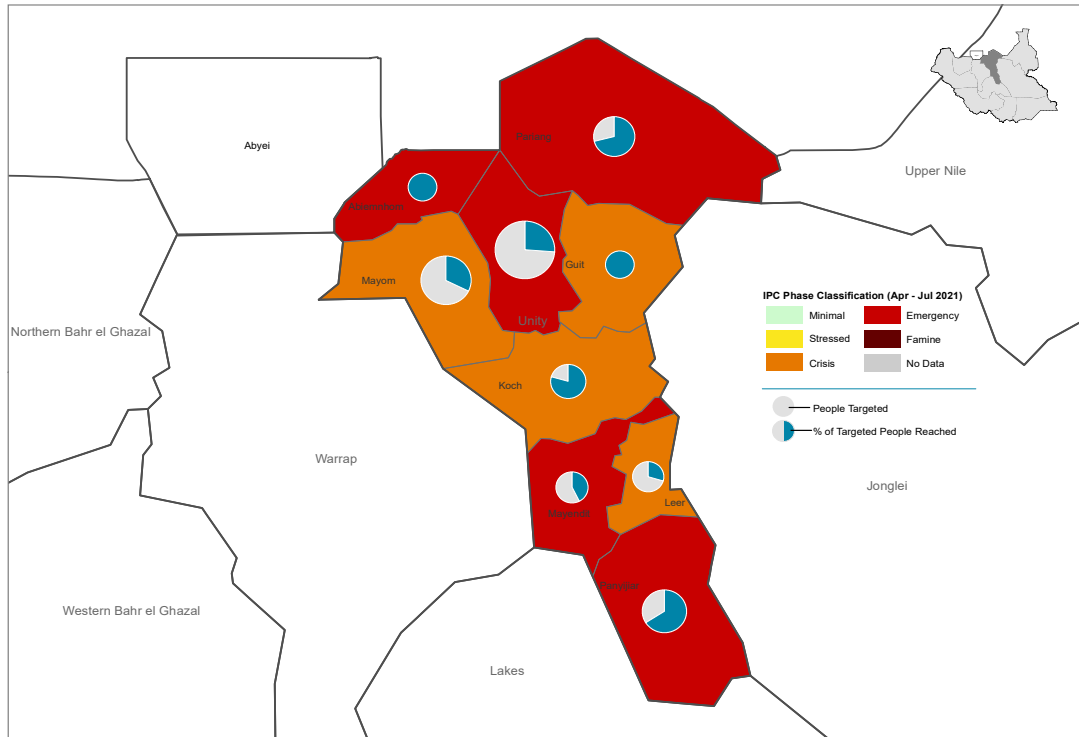 Abyei
Upper Nile
Pariang
Abiemnhom
Guit
Mayom
Unity
Northern Bahr el Ghazal
Koch
Warrap
Mayendit
Leer
Jonglei
Panyijiar
Western Bahr el Ghazal
Lakes
IPC Phase Classification (Apr - Jul 2021)
Minimal
Emergency
Stressed
Famine
Crisis
No Data
People Targeted
% of Targeted People Reached